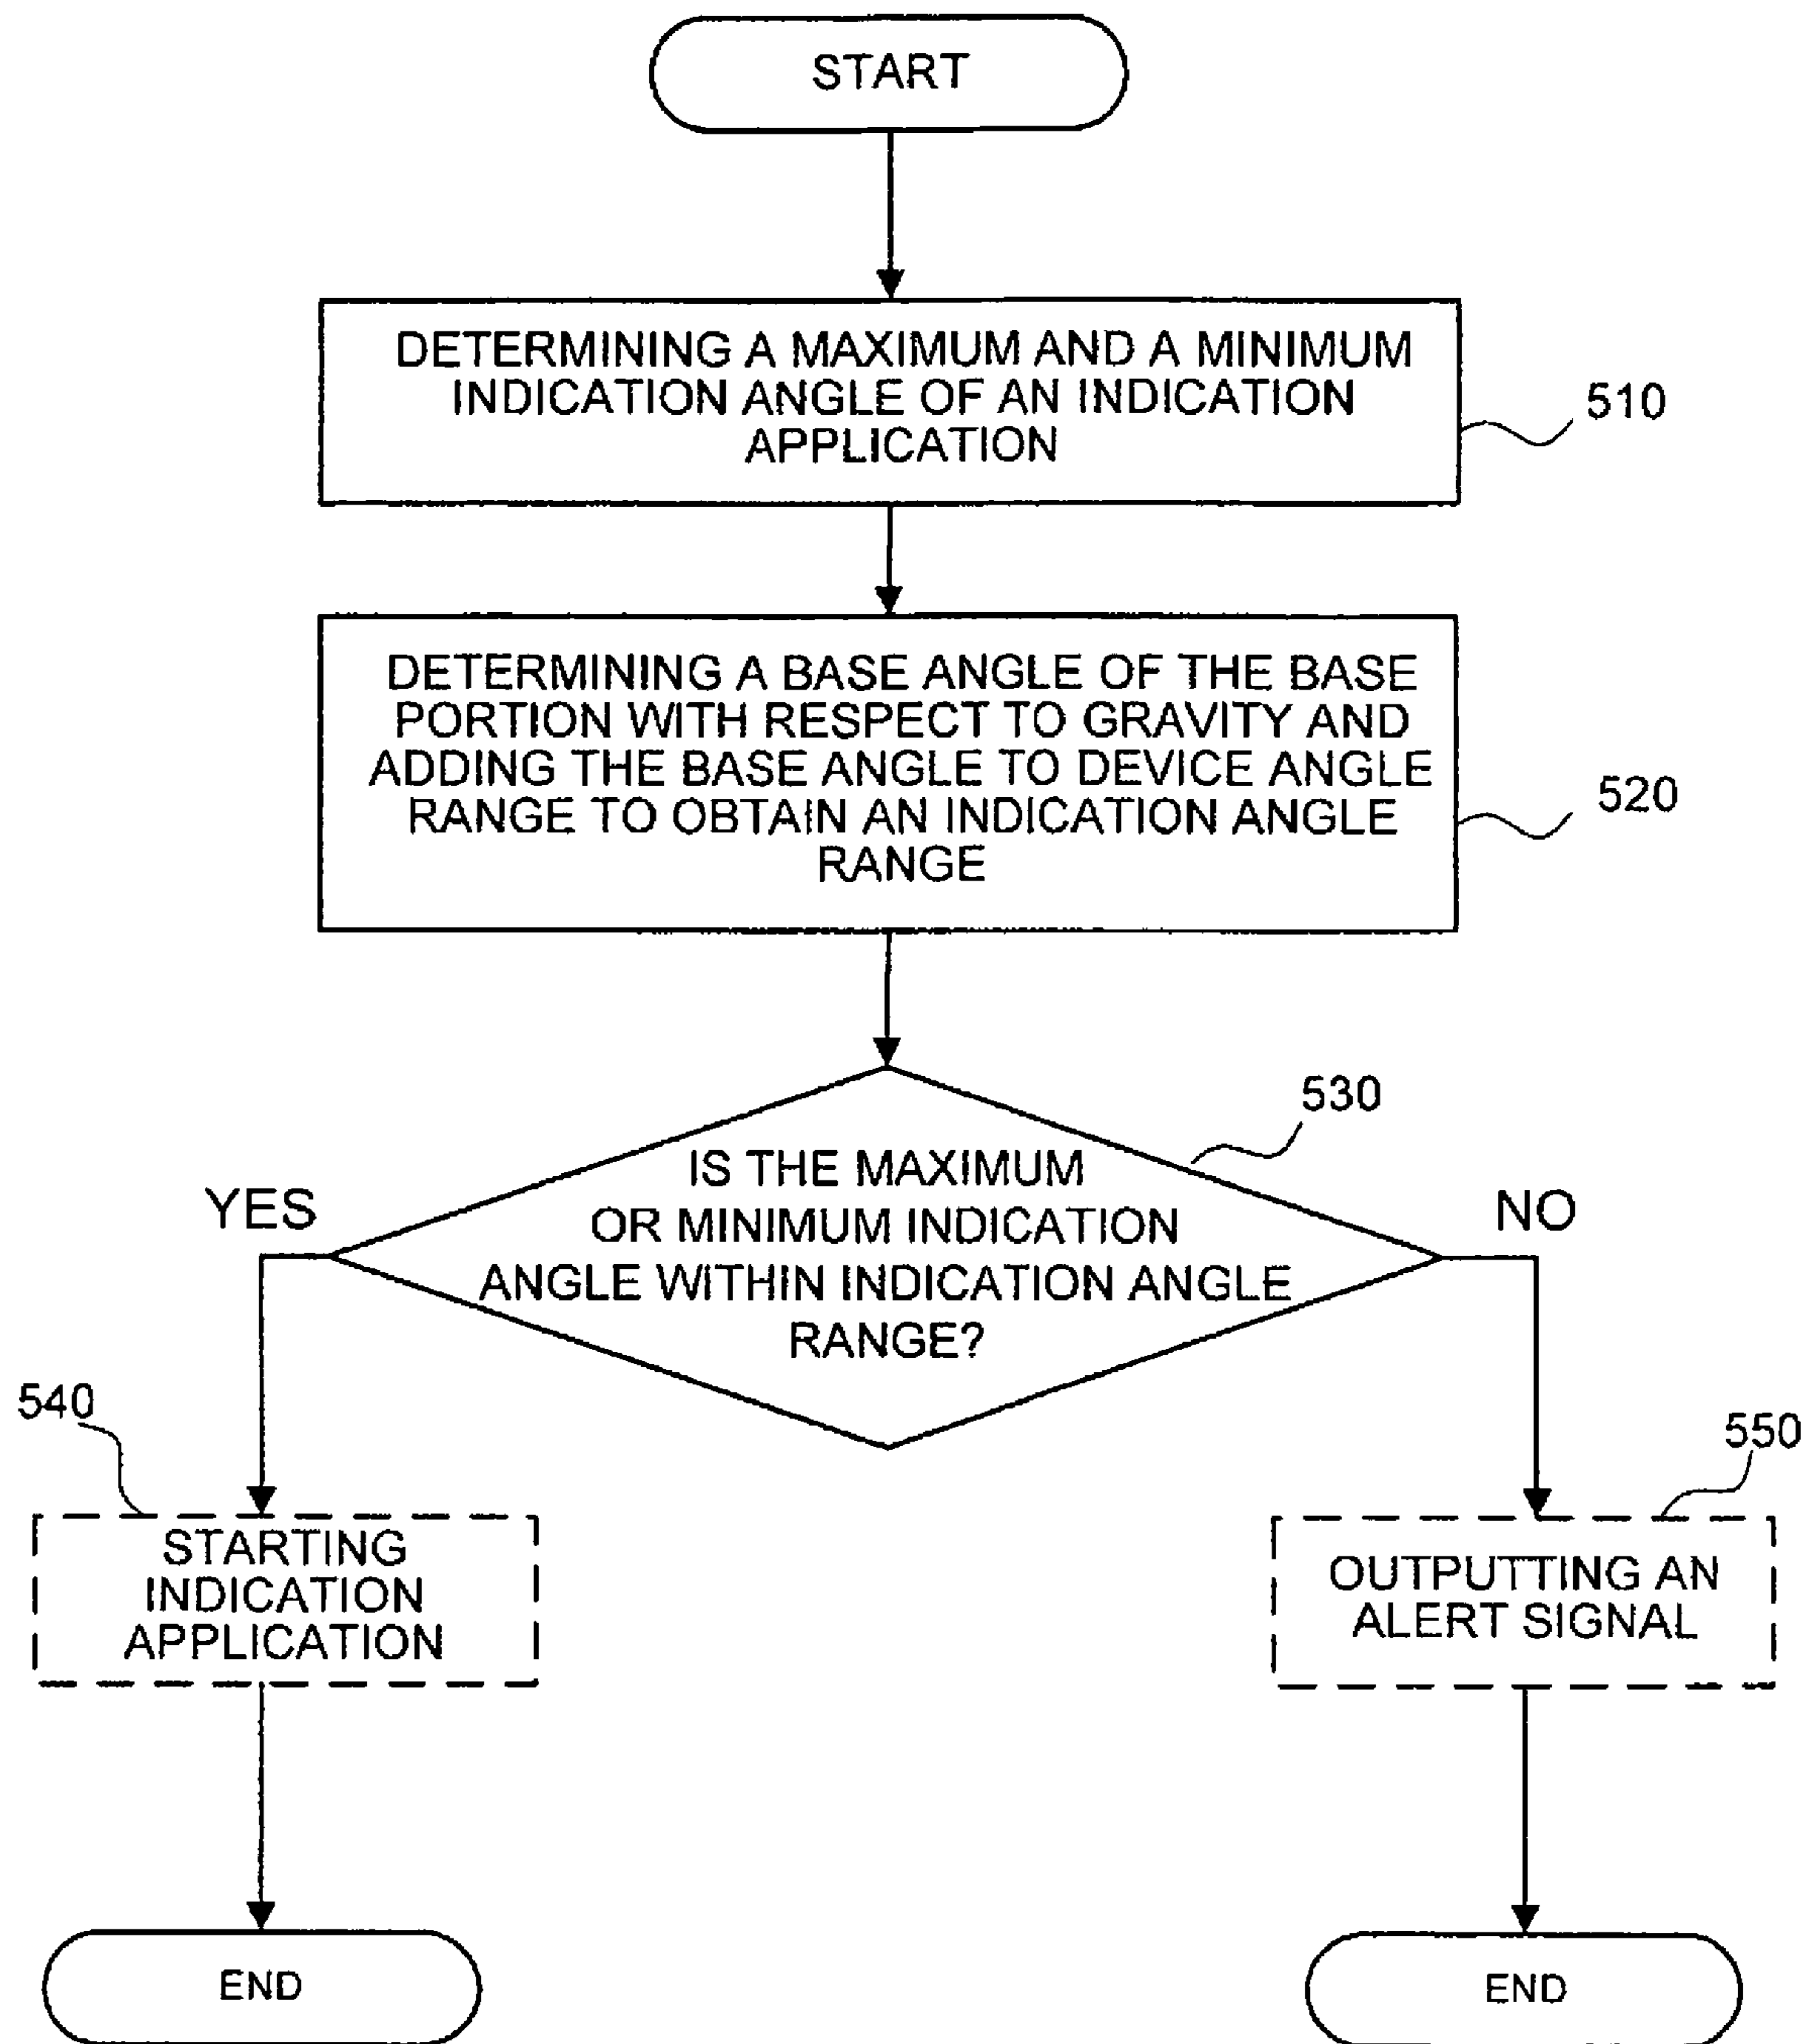 START
DETERMINING A MAXIMUM AND A MINIMUM
INDICATION ANGLE OF AN INDICATION
APPLICATION
510
DETERMINING A BASE ANGLE OF THE BASE
PORTION WITH RESPECT TO GRAVITY AND
ADDING THE BASE ANGLE TO DEVICE ANGLE
RANGE TO OBTAIN AN INDICATION ANGLE
RANGE
520
530
IS THE MAXIMUM
OR MINIMUM INDICATION
ANGLE WITHIN INDICATION ANGLE
RANGE?
YES
NO
540
STARTING
INDICATION
APPLICATION
550
OUTPUTTING AN
ALERT SIGNAL
END
END